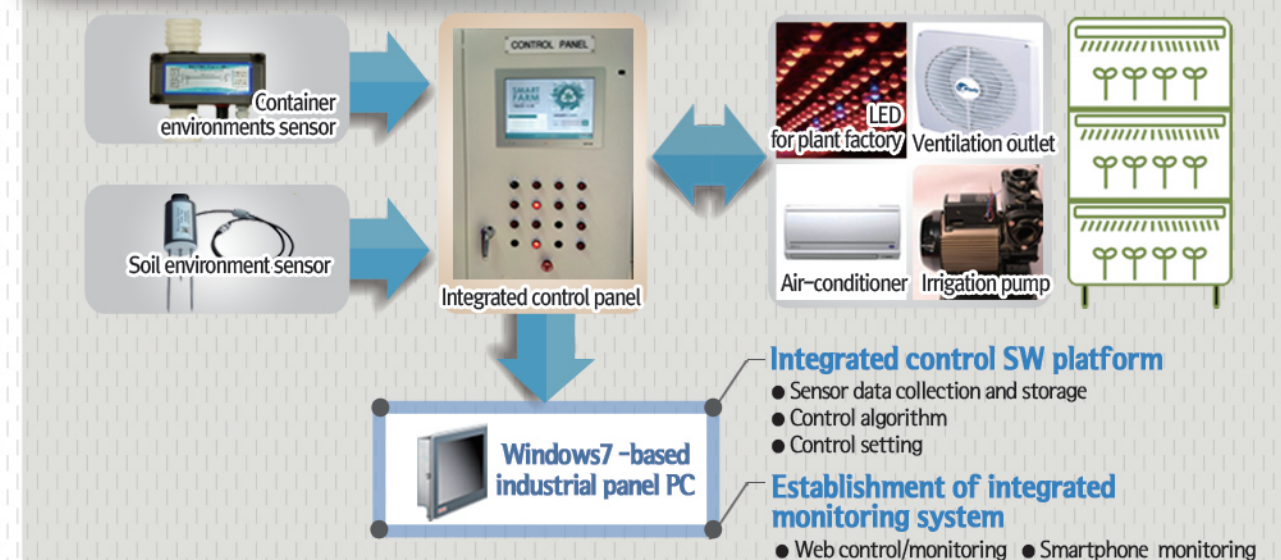 CONTROL PANEL
SMART
FARM
Container
environments sensor
Soil environment sensor
Integrated control panel
LED
for plant factory
Ventilation outlet
Air-conditioner
Irrigation pump
Windows7 -based
industrial panel PC
Integrated control SW platform
● Sensor data collection and storage
● Control algorithm
● Control setting
Establishment of integrated
monitoring system
● Web control/monitoring ● Smartphone monitoring